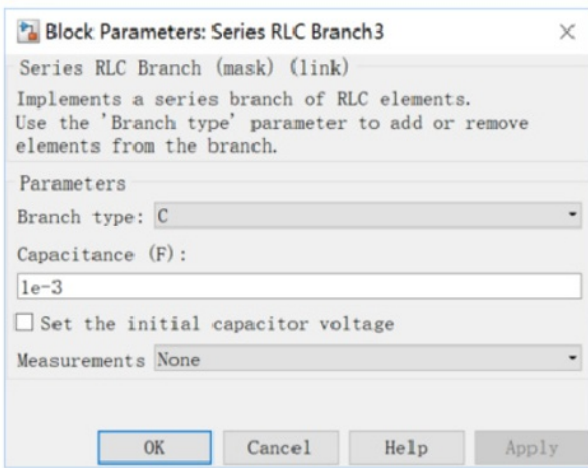 Block Parameters: Series RLC Branch3
Series RLC Branch (mask) (link)
Implements a series branch of RLC elements.
Use the 'Branch type' parameter to add or remove
elements from the branch.
Parameters
Branch type: C
Capacitance (F):
1e-3
Set the initial capacitor voltage
Measurements None
OK Cancel Help Apply